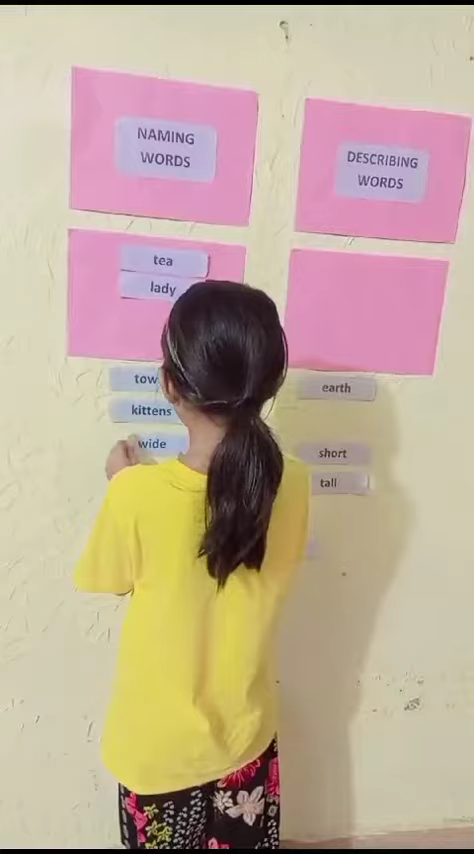 NAMING
WORDS
DESCRIBING
WORDS
tea
lady
kittens
wide
earth
short
tall